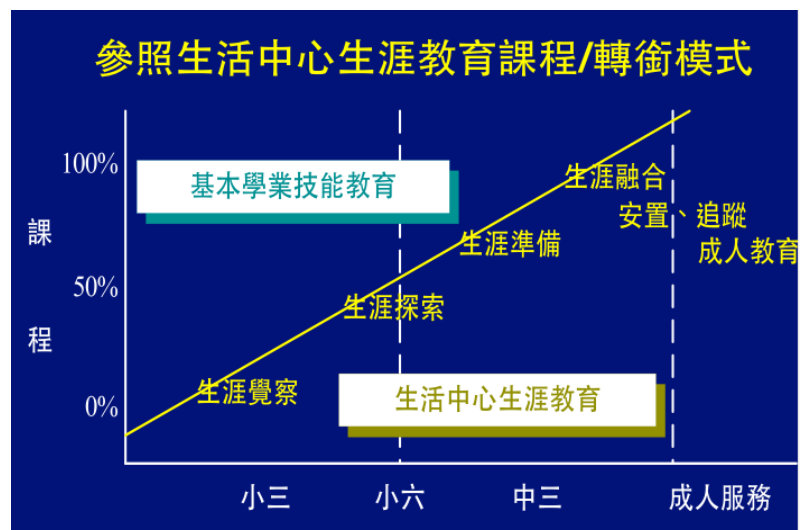 參照生活中心生涯教育課程/轉銜模式
100%
基本學業技能教育
生涯融合
安置、追蹤
課
生涯準備
成人教育
50%
生涯探索
程
生涯覺察
生活中心生涯教育
0%
小三
小六
中三
成人服務